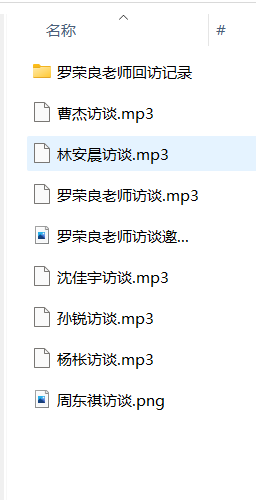 名称
#
罗荣良老师回访记录
曹杰访谈.mp3
林安晨访谈.mp3
罗荣良老师访谈.mp3
罗荣良老师访谈邀...
沈佳宇访谈.mp3
孙锐访谈.mp3
杨枨访谈.mp3
周东祺访谈.png